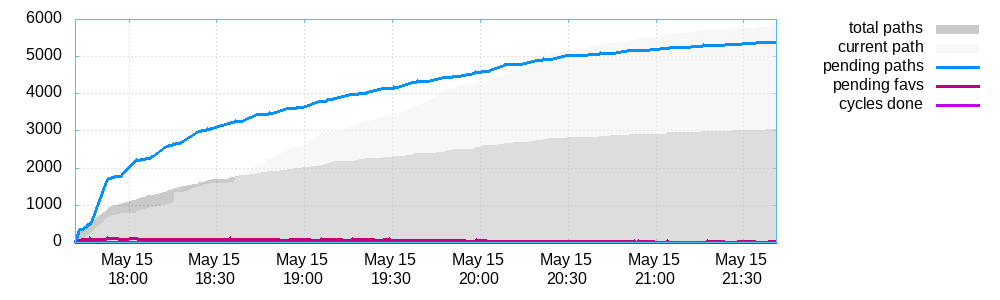 6000
5000
4000
3000
2000
1000
0
May 15 May 15 May 15 May 15 May 15 May 15 May 15 May 15
18:00 18:30 19:00 19:30 20:00 20:30 21:00 21:30
total paths
current path
pending paths
pending favs
cycles done